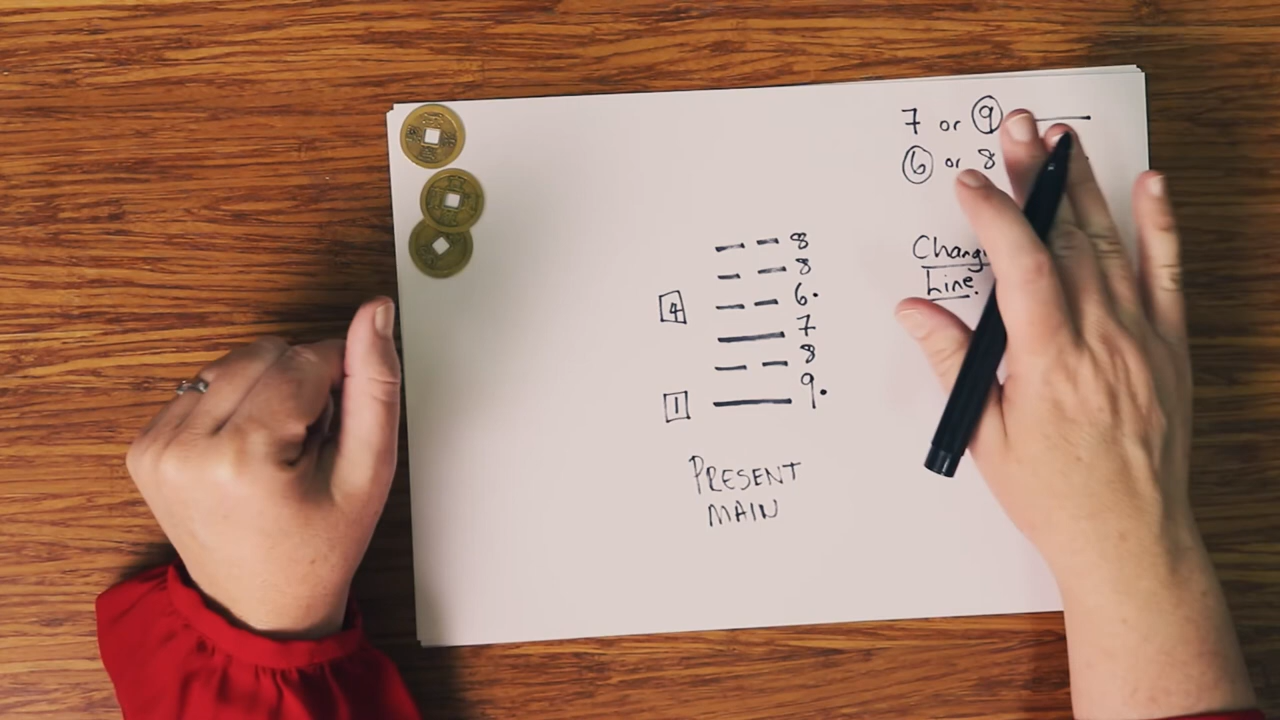 7 or 9
6 or 8
Line.
8
8
4 6.
7
8
1 9.
PRESENT
MAIN